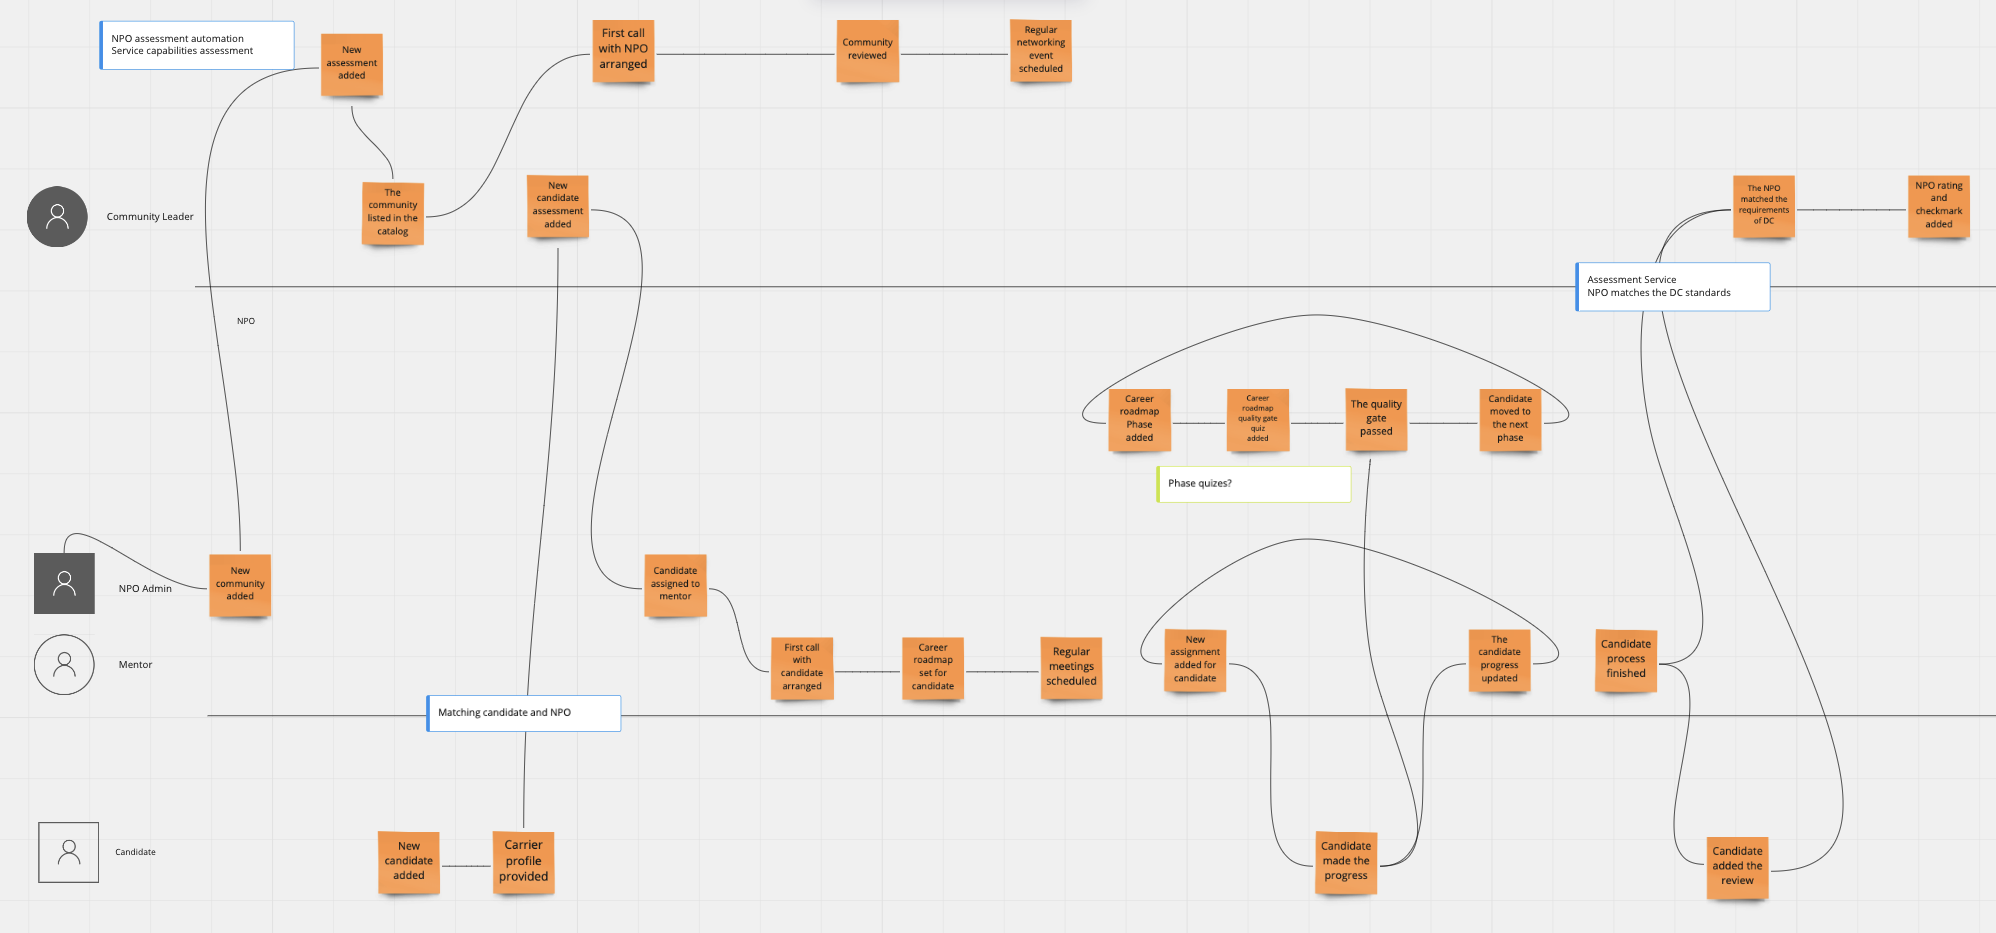 NPO assessment automation
Service capabilities assessment
New
assessment
added
First call
with NPO
arranged
Community
reviewed
Regular
networking
event
scheduled
Community Leader
The
community
listed in the
catalog
New
candidate
assessment
added
The NPO
matched the
requirements
of DC
NPO rating
and
checkmark
added
Assessment Service
NPO matches the DC standards
NPO
Career
roadmap
Phase
added
Career
roadmap
quality gate
quiz
added
The quality
gate
passed
Candidate
moved to
the next
phase
Phase quizes?
NPO Admin
New
community
added
Candidate
assigned to
mentor
Mentor
First call
with
candidate
arranged
Career
roadmap
set for
candidate
Regular
meetings
scheduled
New
assignment
added for
candidate
The
candidate
progress
updated
Candidate
process
finished
Matching candidate and NPO
Candidate
New
candidate
added
Carrier
profile
provided
Candidate
made the
progress
Candidate
added the
review